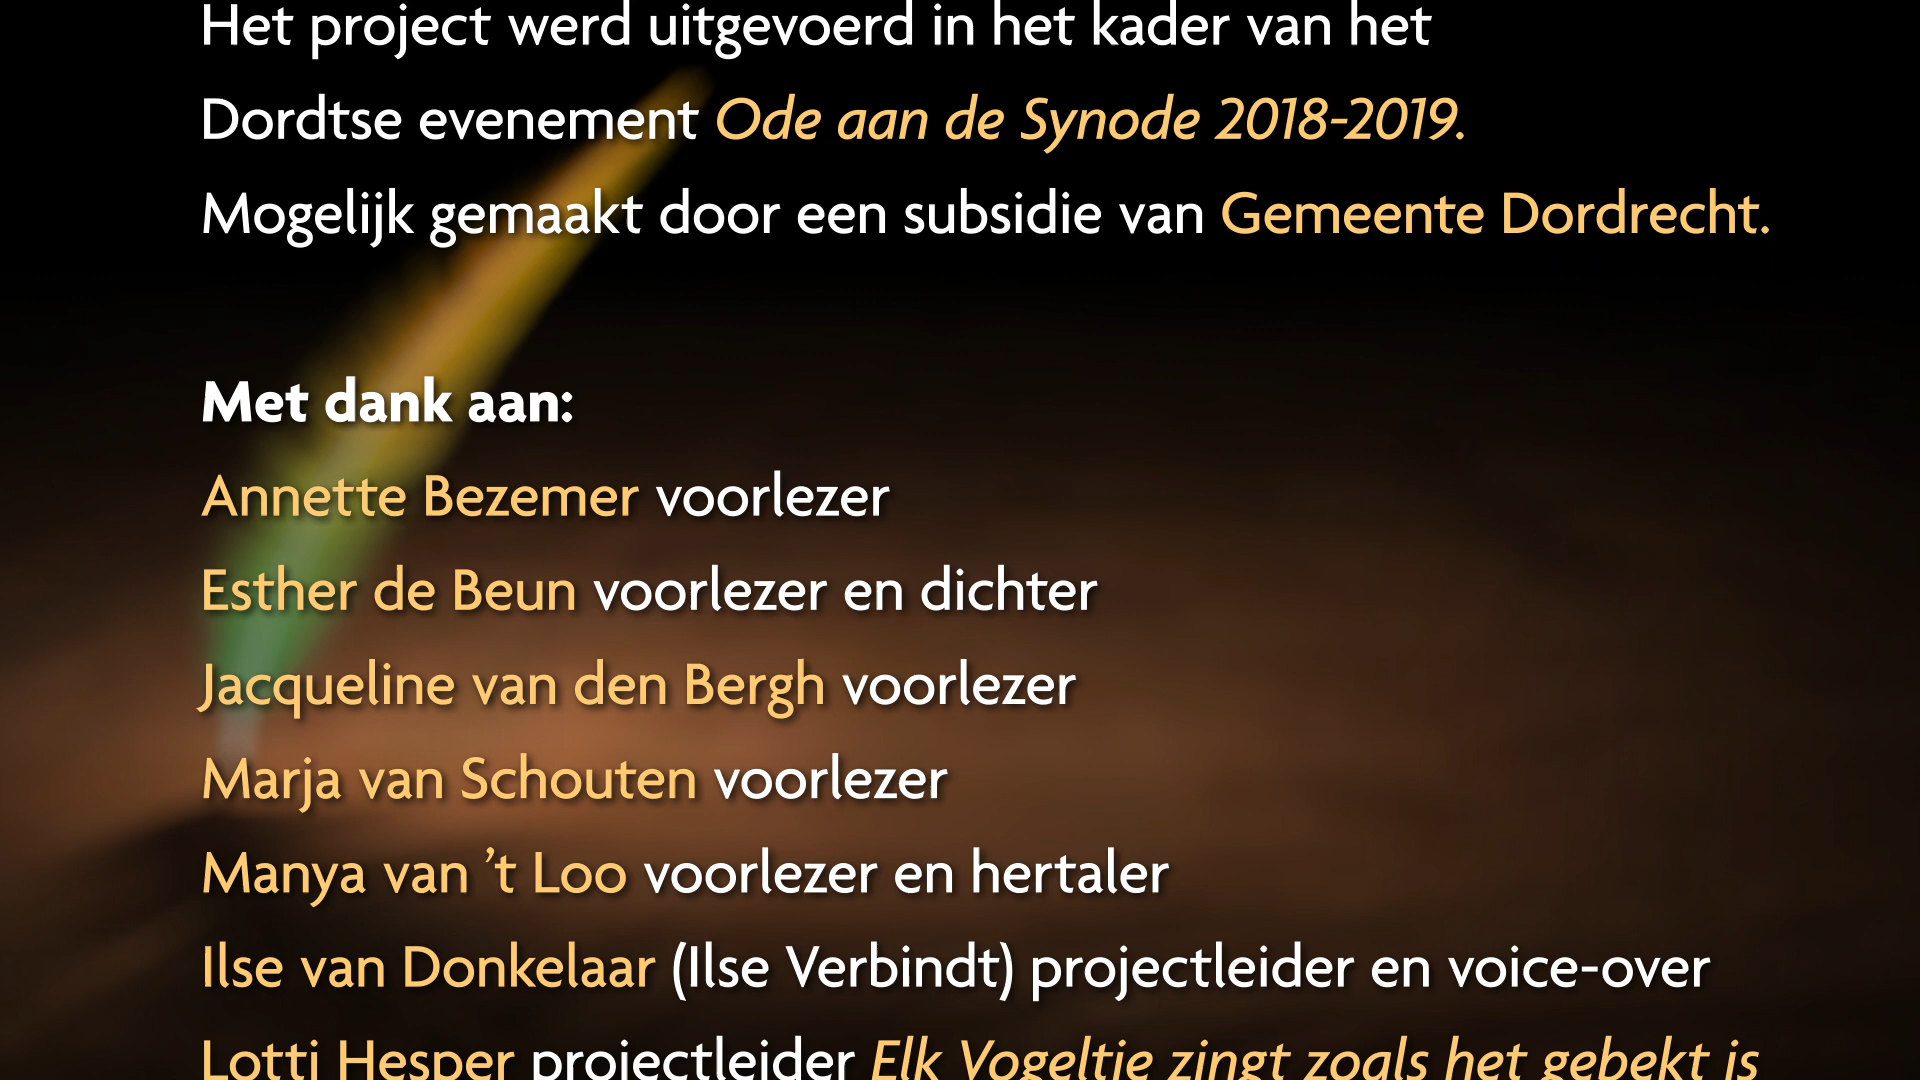 Het project werd uitgevoerd in het kader van het
Dordtse evenement Ode aan de Synode 2018-2019.
Mogelijk gemaakt door een subsidie van Gemeente Dordrecht.
Met dank aan:
Annette Bezemer voorlezer
Esther de Beun voorlezer en dichter
Jacqueline van den Bergh voorlezer
Marja van Schouten voorlezer
Manya van ’t Loo voorlezer en hertaler
Ilse van Donkelaar (Ilse Verbindt) projectleider en voice-over
Lotti Hesper projectleider Elk Vogeltje zingt zoals het gebekt is